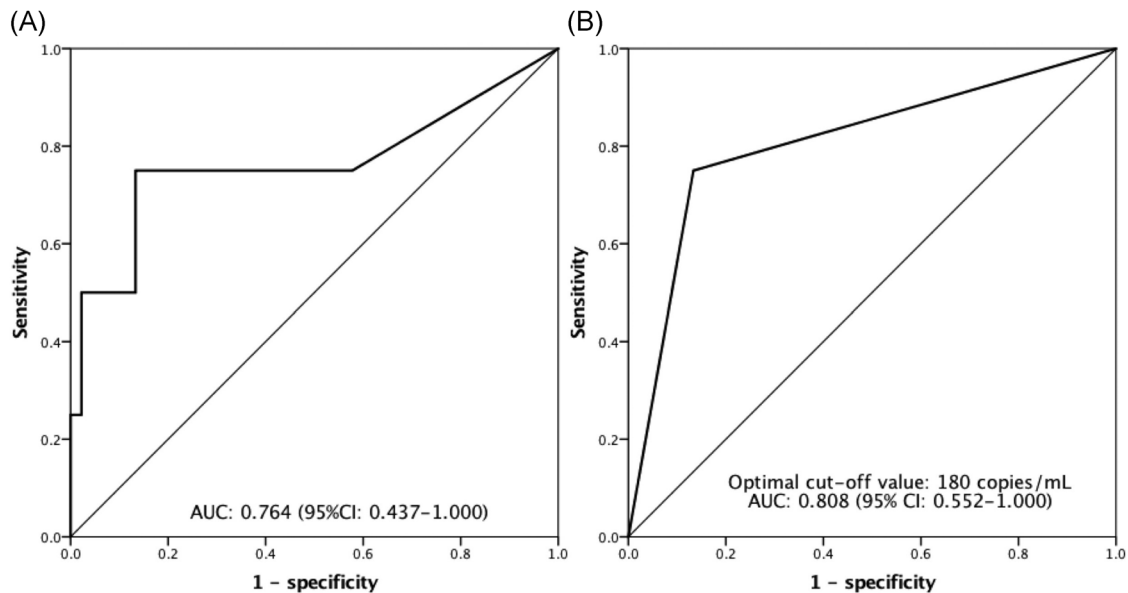 (A)
1.0
0.8
0.6
0.4
0.2
0.0
Sensitivity
AUC: 0.764 (95%CI: 0.437-1.000)
0.0 0.2 0.4 0.6 0.8 1.0
1 - specificity
(B)
1.0
0.8
0.6
0.4
0.2
0.0
Sensitivity
Optimal cut-off value: 180 copies/mL
AUC: 0.808 (95% CI: 0.552-1.000)
0.0 0.2 0.4 0.6 0.8 1.0
1 - specificity